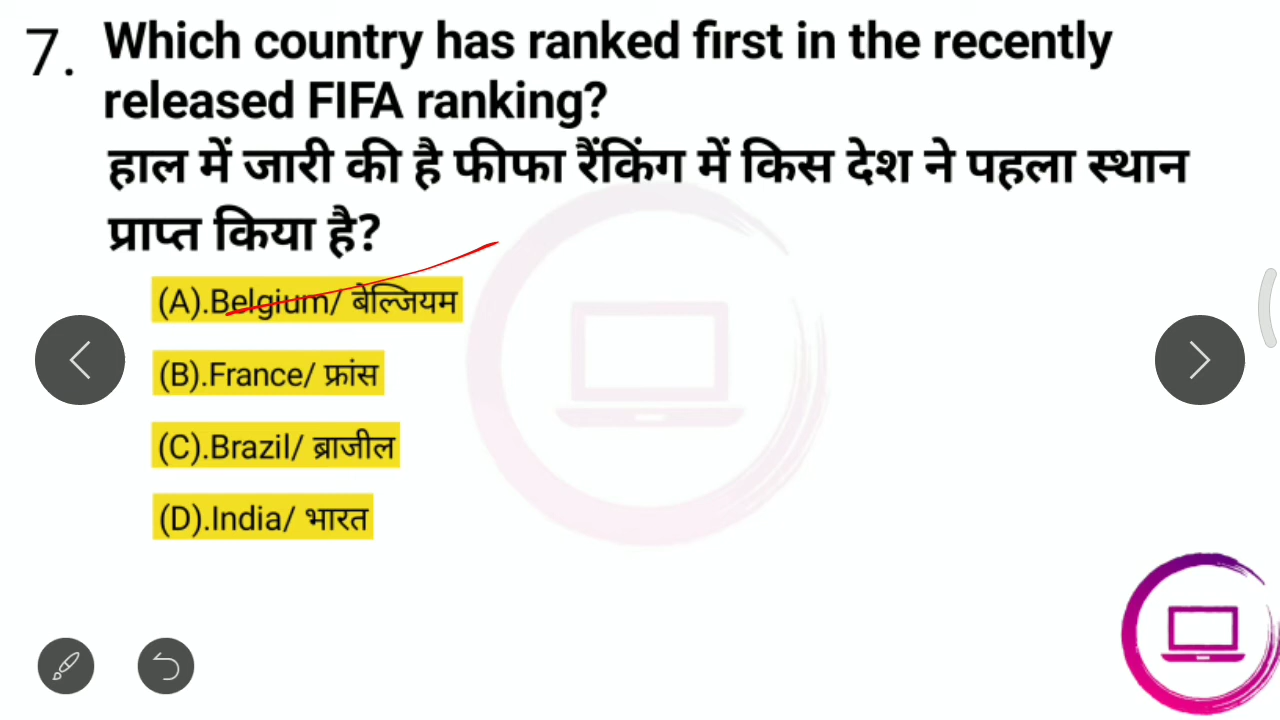 7. Which country has ranked first in the recently
released FIFA ranking?
हाल में जारी की है फीफा रैंकिंग में किस देश ने पहला स्थान
प्राप्त किया है?
(A).Belgium/ बेल्जियम
(B).France/ फ्रांस
(C).Brazil/ ब्राजील
(D).India/ भारत